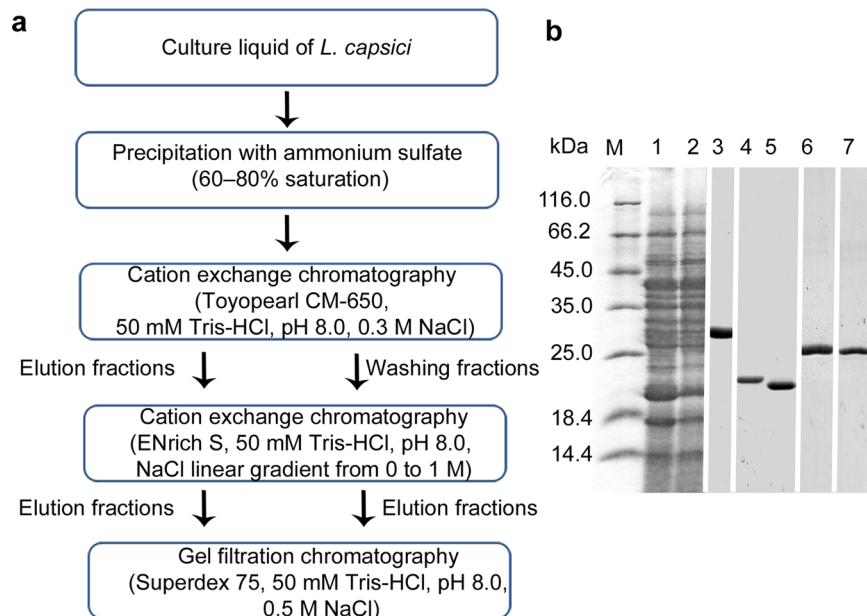 a
Culture liquid of L. capsici
Precipitation with ammonium sulfate
(60–80% saturation)
Cation exchange chromatography
(Toyopearl CM-650,
50 mM Tris-HCl, pH 8.0, 0.3 M NaCl)
Elution fractions
Washing fractions
Cation exchange chromatography
(ENrich S, 50 mM Tris-HCl, pH 8.0,
NaCl linear gradient from 0 to 1 M)
Elution fractions
Elution fractions
Gel filtration chromatography
(Superdex 75, 50 mM Tris-HCl, pH 8.0,
0.5 M NaCl)
b
kDa M 1 2 3 4 5 6 7
116.0
66.2
45.0
35.0
25.0
18.4
14.4